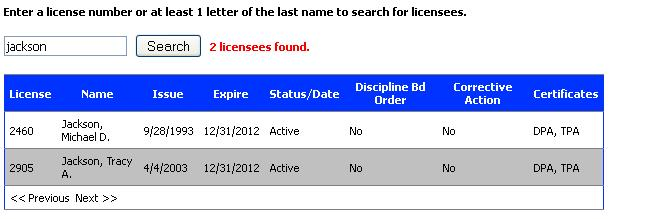 Enter a license number or at least 1 letter of the last name to search for licensees.
jackson Search 2 licensees found.
License Name Issue Expire Status/Date Discipline Bd Order Corrective Action Certificates
2460 Jackson, Michael D. 9/28/1993 12/31/2012 Active No No DPA, TPA
2905 Jackson, Tracy A. 4/4/2003 12/31/2012 Active No No DPA, TPA
<< Previous Next >>